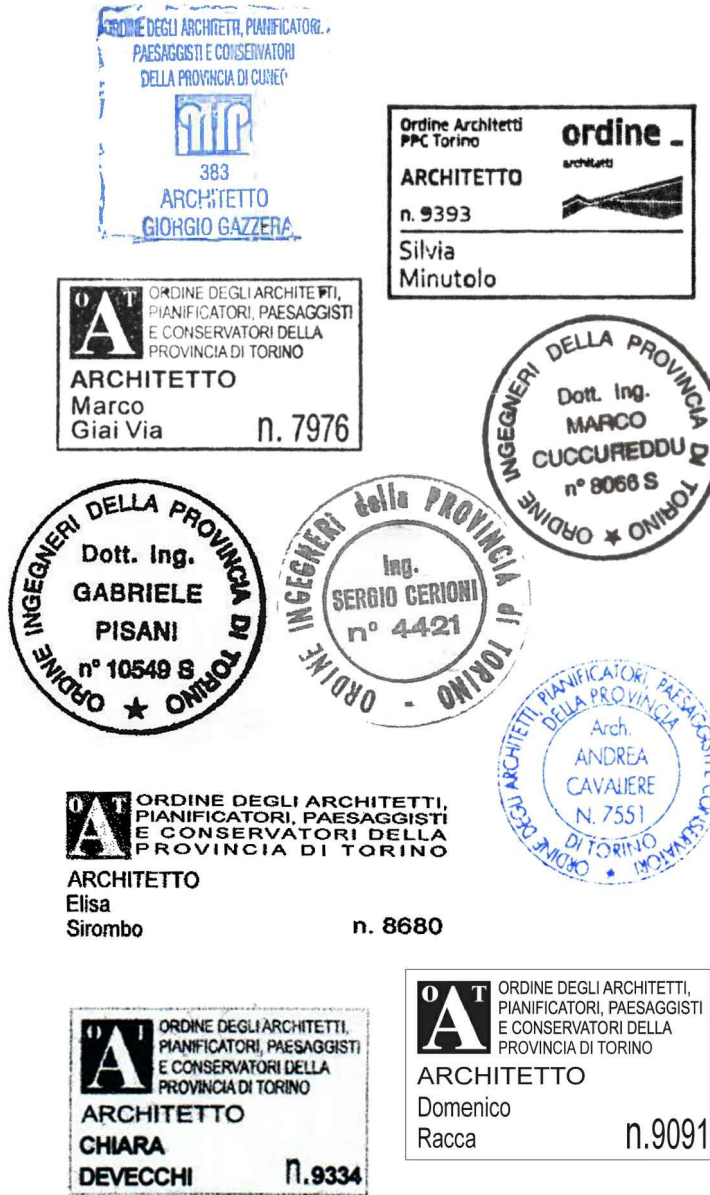 ORDINE DEGLI ARCHITETTI, PIANIFICATORI,
PAESAGGISTI E CONSERVATORI
DELLA PROVINCIA DI CUNEO
383
ARCHITETTO
GIORGIO GAZZERA
Ordine Architetti
PPC Torino
ordine
architetti
ARCHITETTO
n. 9393
Silvia
Minutolo
O A T
ORDINE DEGLI ARCHITETTI,
PIANIFICATORI, PAESAGGISTI
E CONSERVATORI DELLA
PROVINCIA DI TORINO
ARCHITETTO
Marco
Giai Via
n. 7976
ORDINE INGEGNERI DELLA PROVINCIA DI TORINO
Dott. Ing.
MARCO
CUCCUREDDU
n° 8066 S
ORDINE INGEGNERI DELLA PROVINCIA DI TORINO
Dott. Ing.
GABRIELE
PISANI
n° 10549 S
ORDINE INGEGNERI della PROVINCIA di TORINO -
Ing.
SERGIO CERIONI
n° 4421
ORDINE DEGLI ARCHITETTI, PIANIFICATORI PAESAGGISTI E CONSERVATORI
DELLA PROVINCIA
Arch.
ANDREA
CAVALIERE
N. 7551
DI TORINO
O A T
ORDINE DEGLI ARCHITETTI,
PIANIFICATORI, PAESAGGISTI
E CONSERVATORI DELLA
PROVINCIA DI TORINO
ARCHITETTO
Elisa
Sirombo
n. 8680
O A T
ORDINE DEGLI ARCHITETTI,
PIANIFICATORI, PAESAGGISTI
E CONSERVATORI DELLA
PROVINCIA DI TORINO
ARCHITETTO
CHIARA
DEVECCHI
n.9334
O A T
ORDINE DEGLI ARCHITETTI,
PIANIFICATORI, PAESAGGISTI
E CONSERVATORI DELLA
PROVINCIA DI TORINO
ARCHITETTO
Domenico
Racca
n.9091